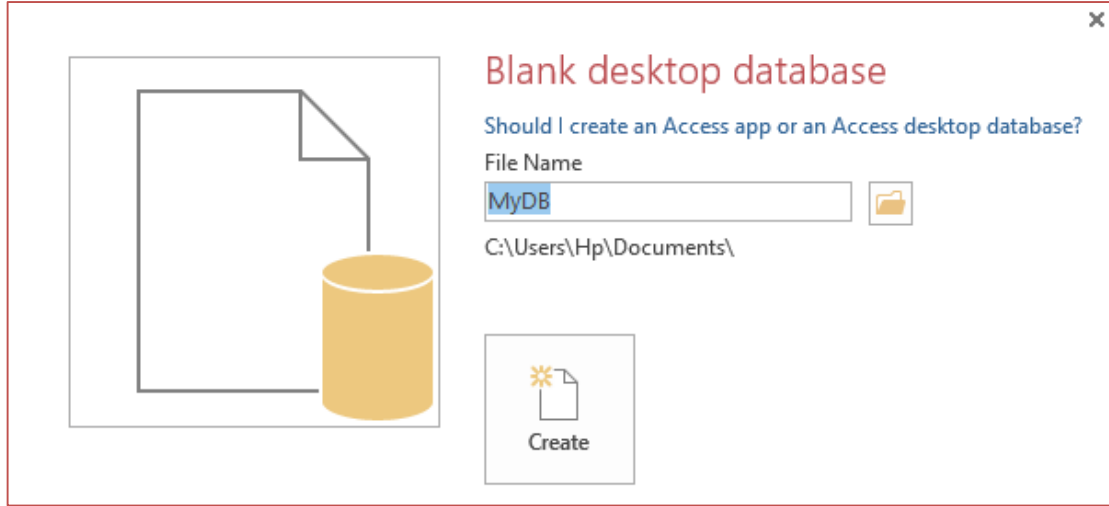 Blank desktop database
Should I create an Access app or an Access desktop database?
File Name
MyDB
C:\Users\Hp\Documents\
Create